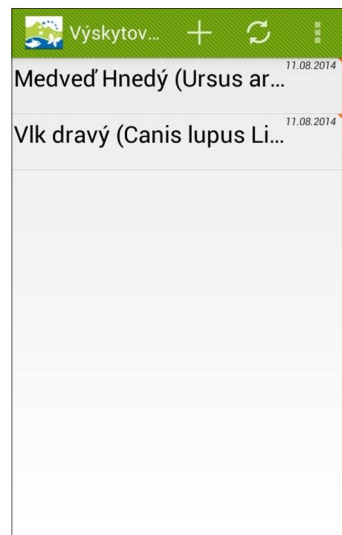 Výskytov...
11.08.2014
Medveď Hnedý (Ursus ar...
11.08.2014
Vlk dravý (Canis lupus Li...